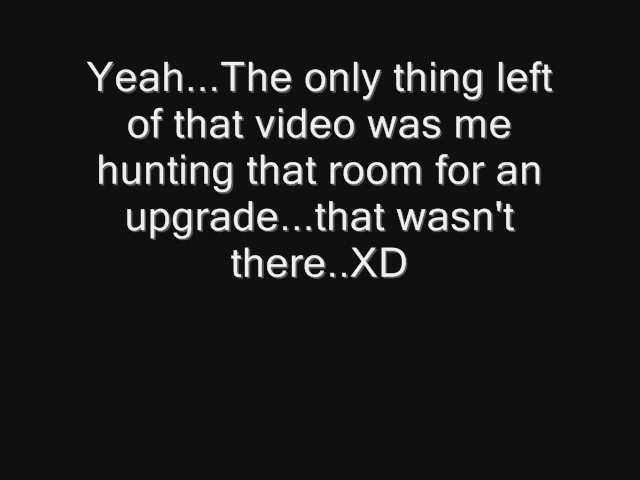 Yeah...The only thing left
of that video was me
hunting that room for an
upgrade...that wasn't
there..XD